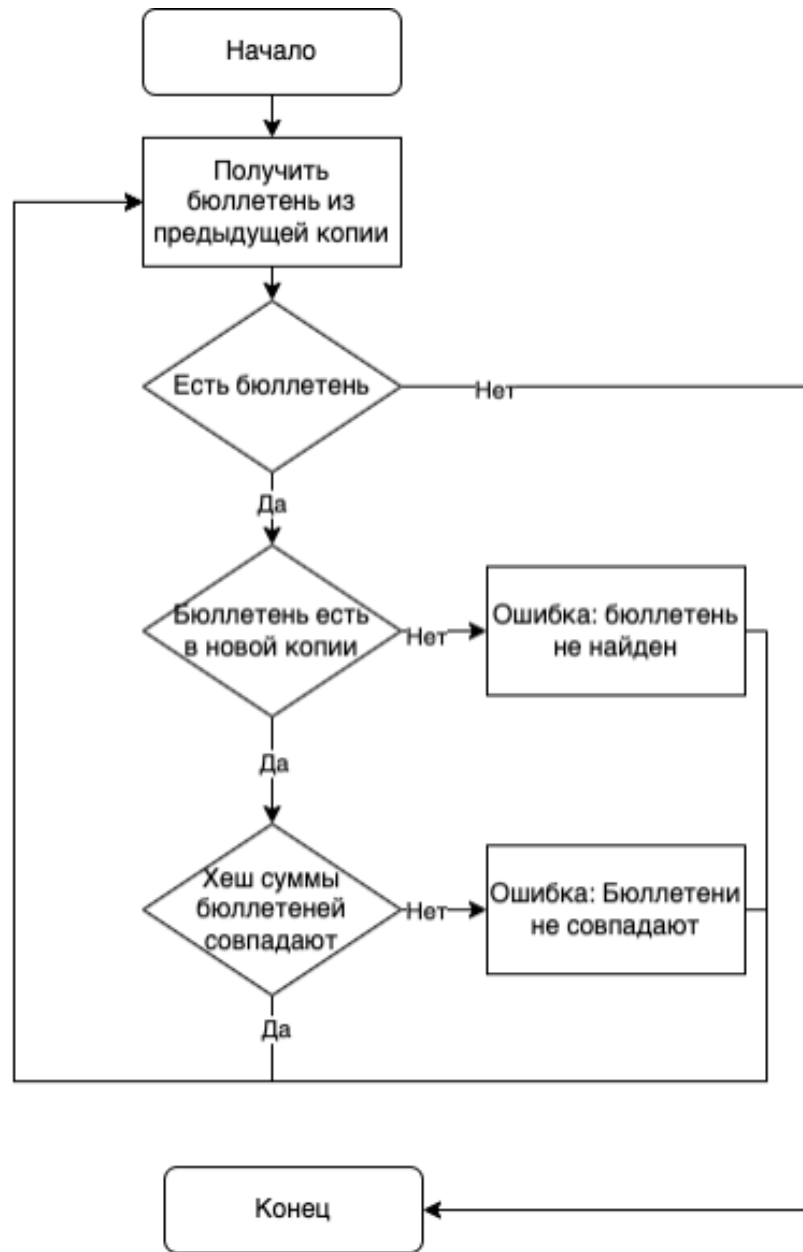 Начало
Получить
бюллетень из
предыдущей копии
Есть бюллетень
Нет
Да
Бюллетень есть
в новой копии
Нет
Ошибка: бюллетень
не найден
Да
Хеш суммы
бюллетеней
совпадают
Нет
Ошибка: Бюллетени
не совпадают
Да
Конец